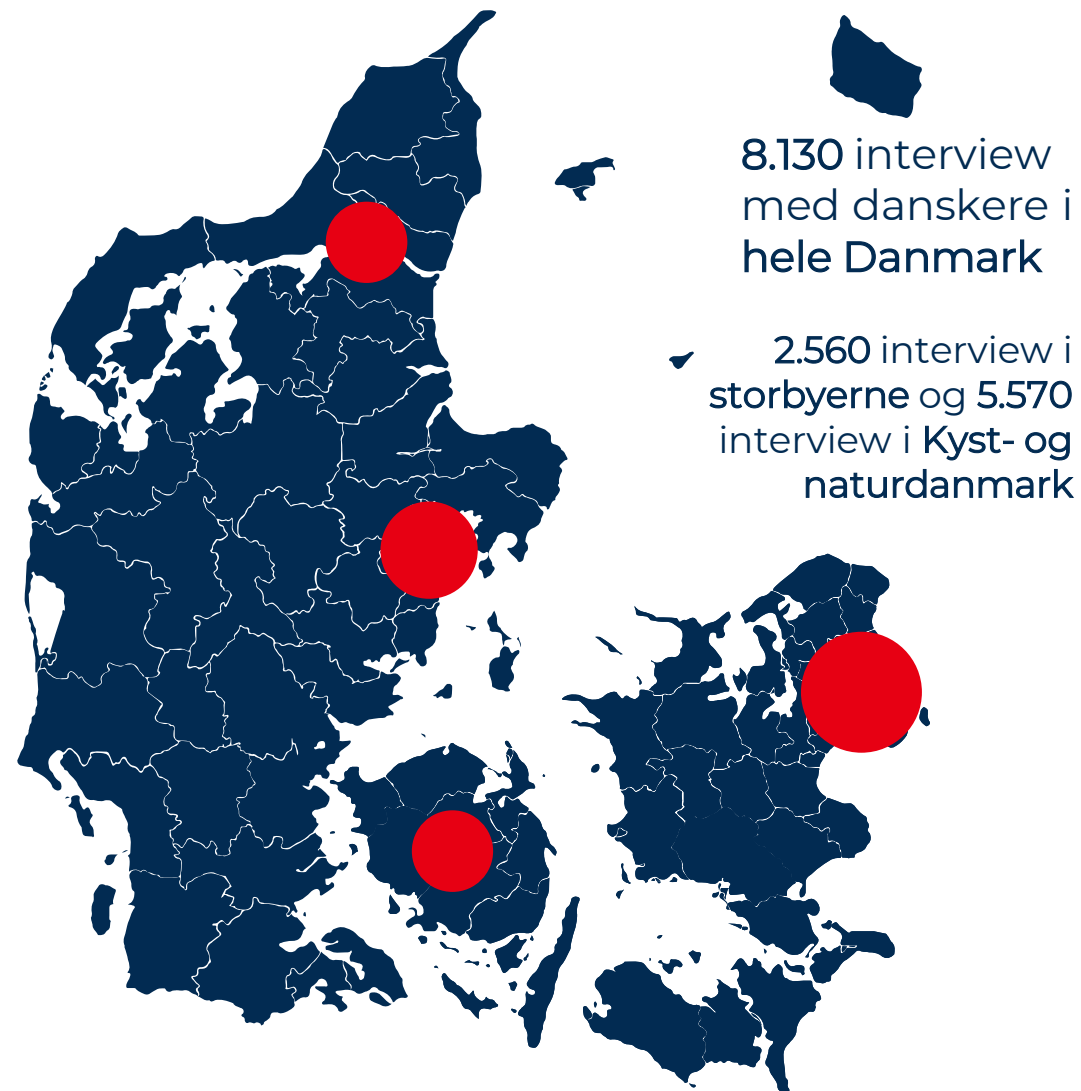 8.130 interview
med danskere i
hele Danmark
2.560 interview i
storbyerne og 5.570
interview i Kyst- og
naturdanmark